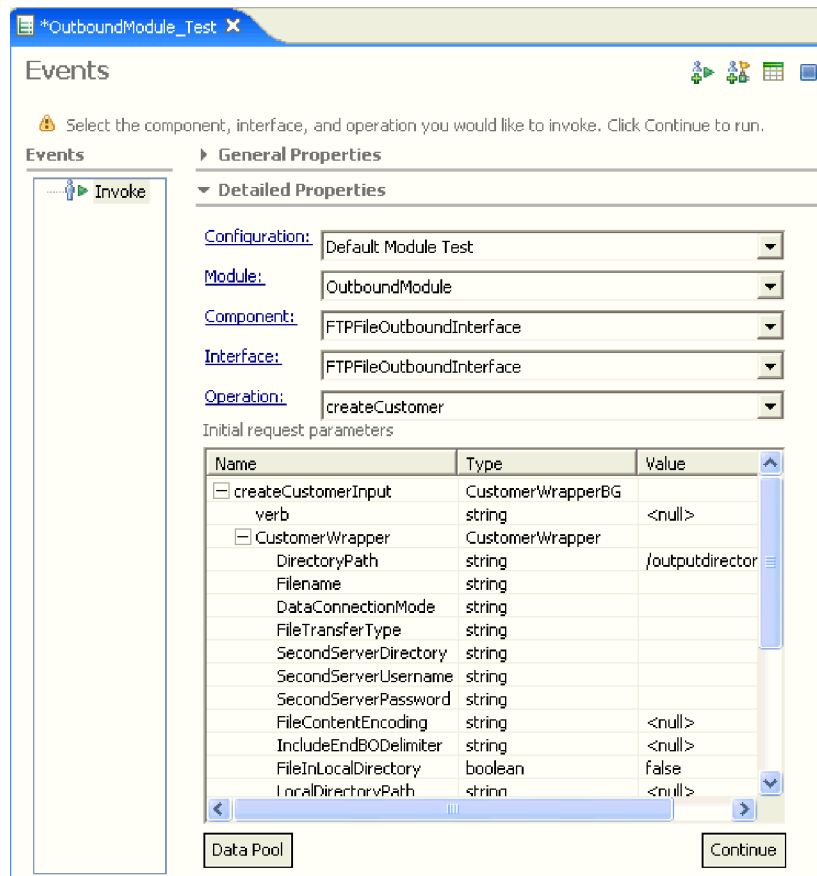 *OutboundModule_Test
Events
Select the component, interface, and operation you would like to invoke. Click Continue to run.
Events
General Properties
Invoke
Detailed Properties
Configuration: Default Module Test
Module: OutboundModule
Component: FTPFileOutboundInterface
Interface: FTPFileOutboundInterface
Operation: createCustomer
Initial request parameters
Name Type Value
createCustomerInput CustomerWrapperBG
verb string <null>
CustomerWrapper CustomerWrapper
DirectoryPath string /outputdirector
Filename string
DataConnectionMode string
FileTransferType string
SecondServerDirectory string
SecondServerUsername string
SecondServerPassword string
FileContentEncoding string <null>
IncludeEndBODelimiter string <null>
FileInLocalDirectory boolean false
LocalDirectoryPath string <null>
Data Pool Continue